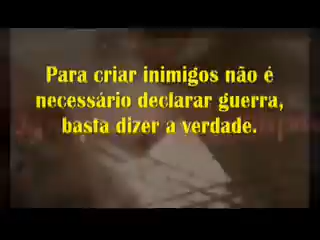 Para criar inimigos não é
necessário declarar guerra,
basta dizer a verdade.